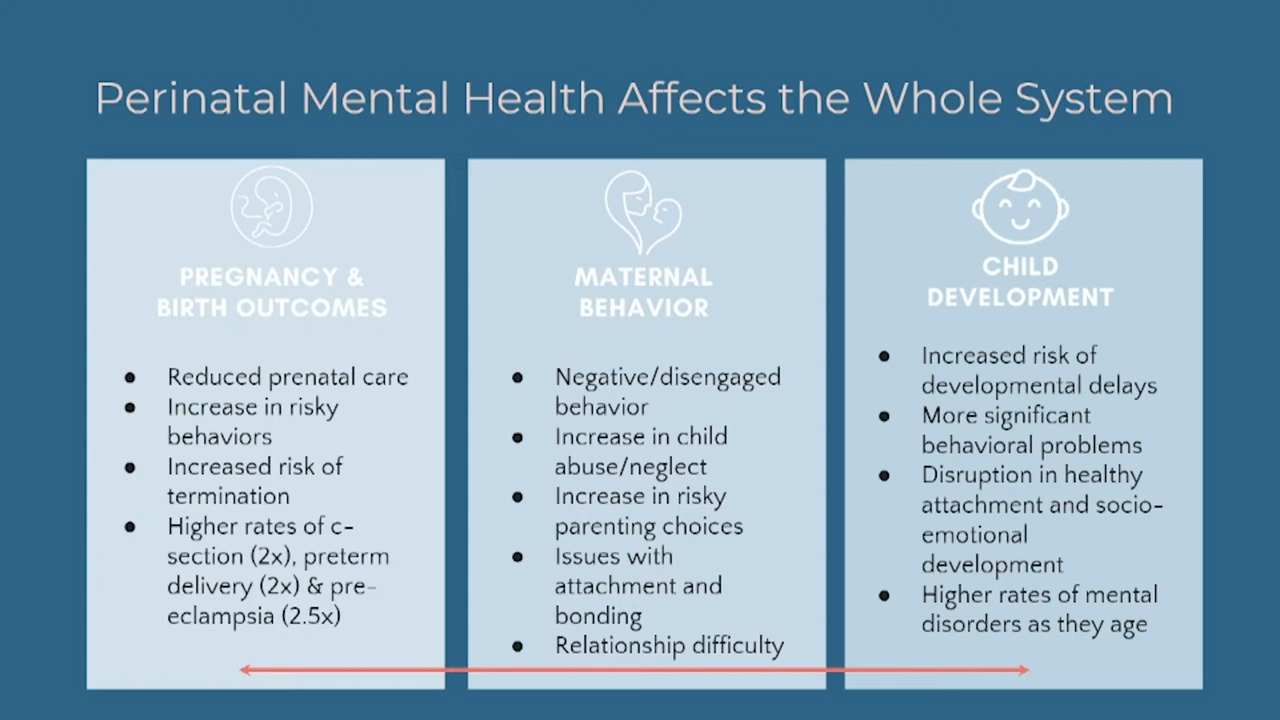 Perinatal Mental Health Affects the Whole System
PREGNANCY &
BIRTH OUTCOMES
● Reduced prenatal care
● Increase in risky
behaviors
● Increased risk of
termination
● Higher rates of c-
section (2x), preterm
delivery (2x) & pre-
eclampsia (2.5x)
MATERNAL
BEHAVIOR
● Negative/disengaged
behavior
● Increase in child
abuse/neglect
● Increase in risky
parenting choices
● Issues with
attachment and
bonding
● Relationship difficulty
CHILD
DEVELOPMENT
● Increased risk of
developmental delays
● More significant
behavioral problems
● Disruption in healthy
attachment and socio-
emotional
development
● Higher rates of mental
disorders as they age